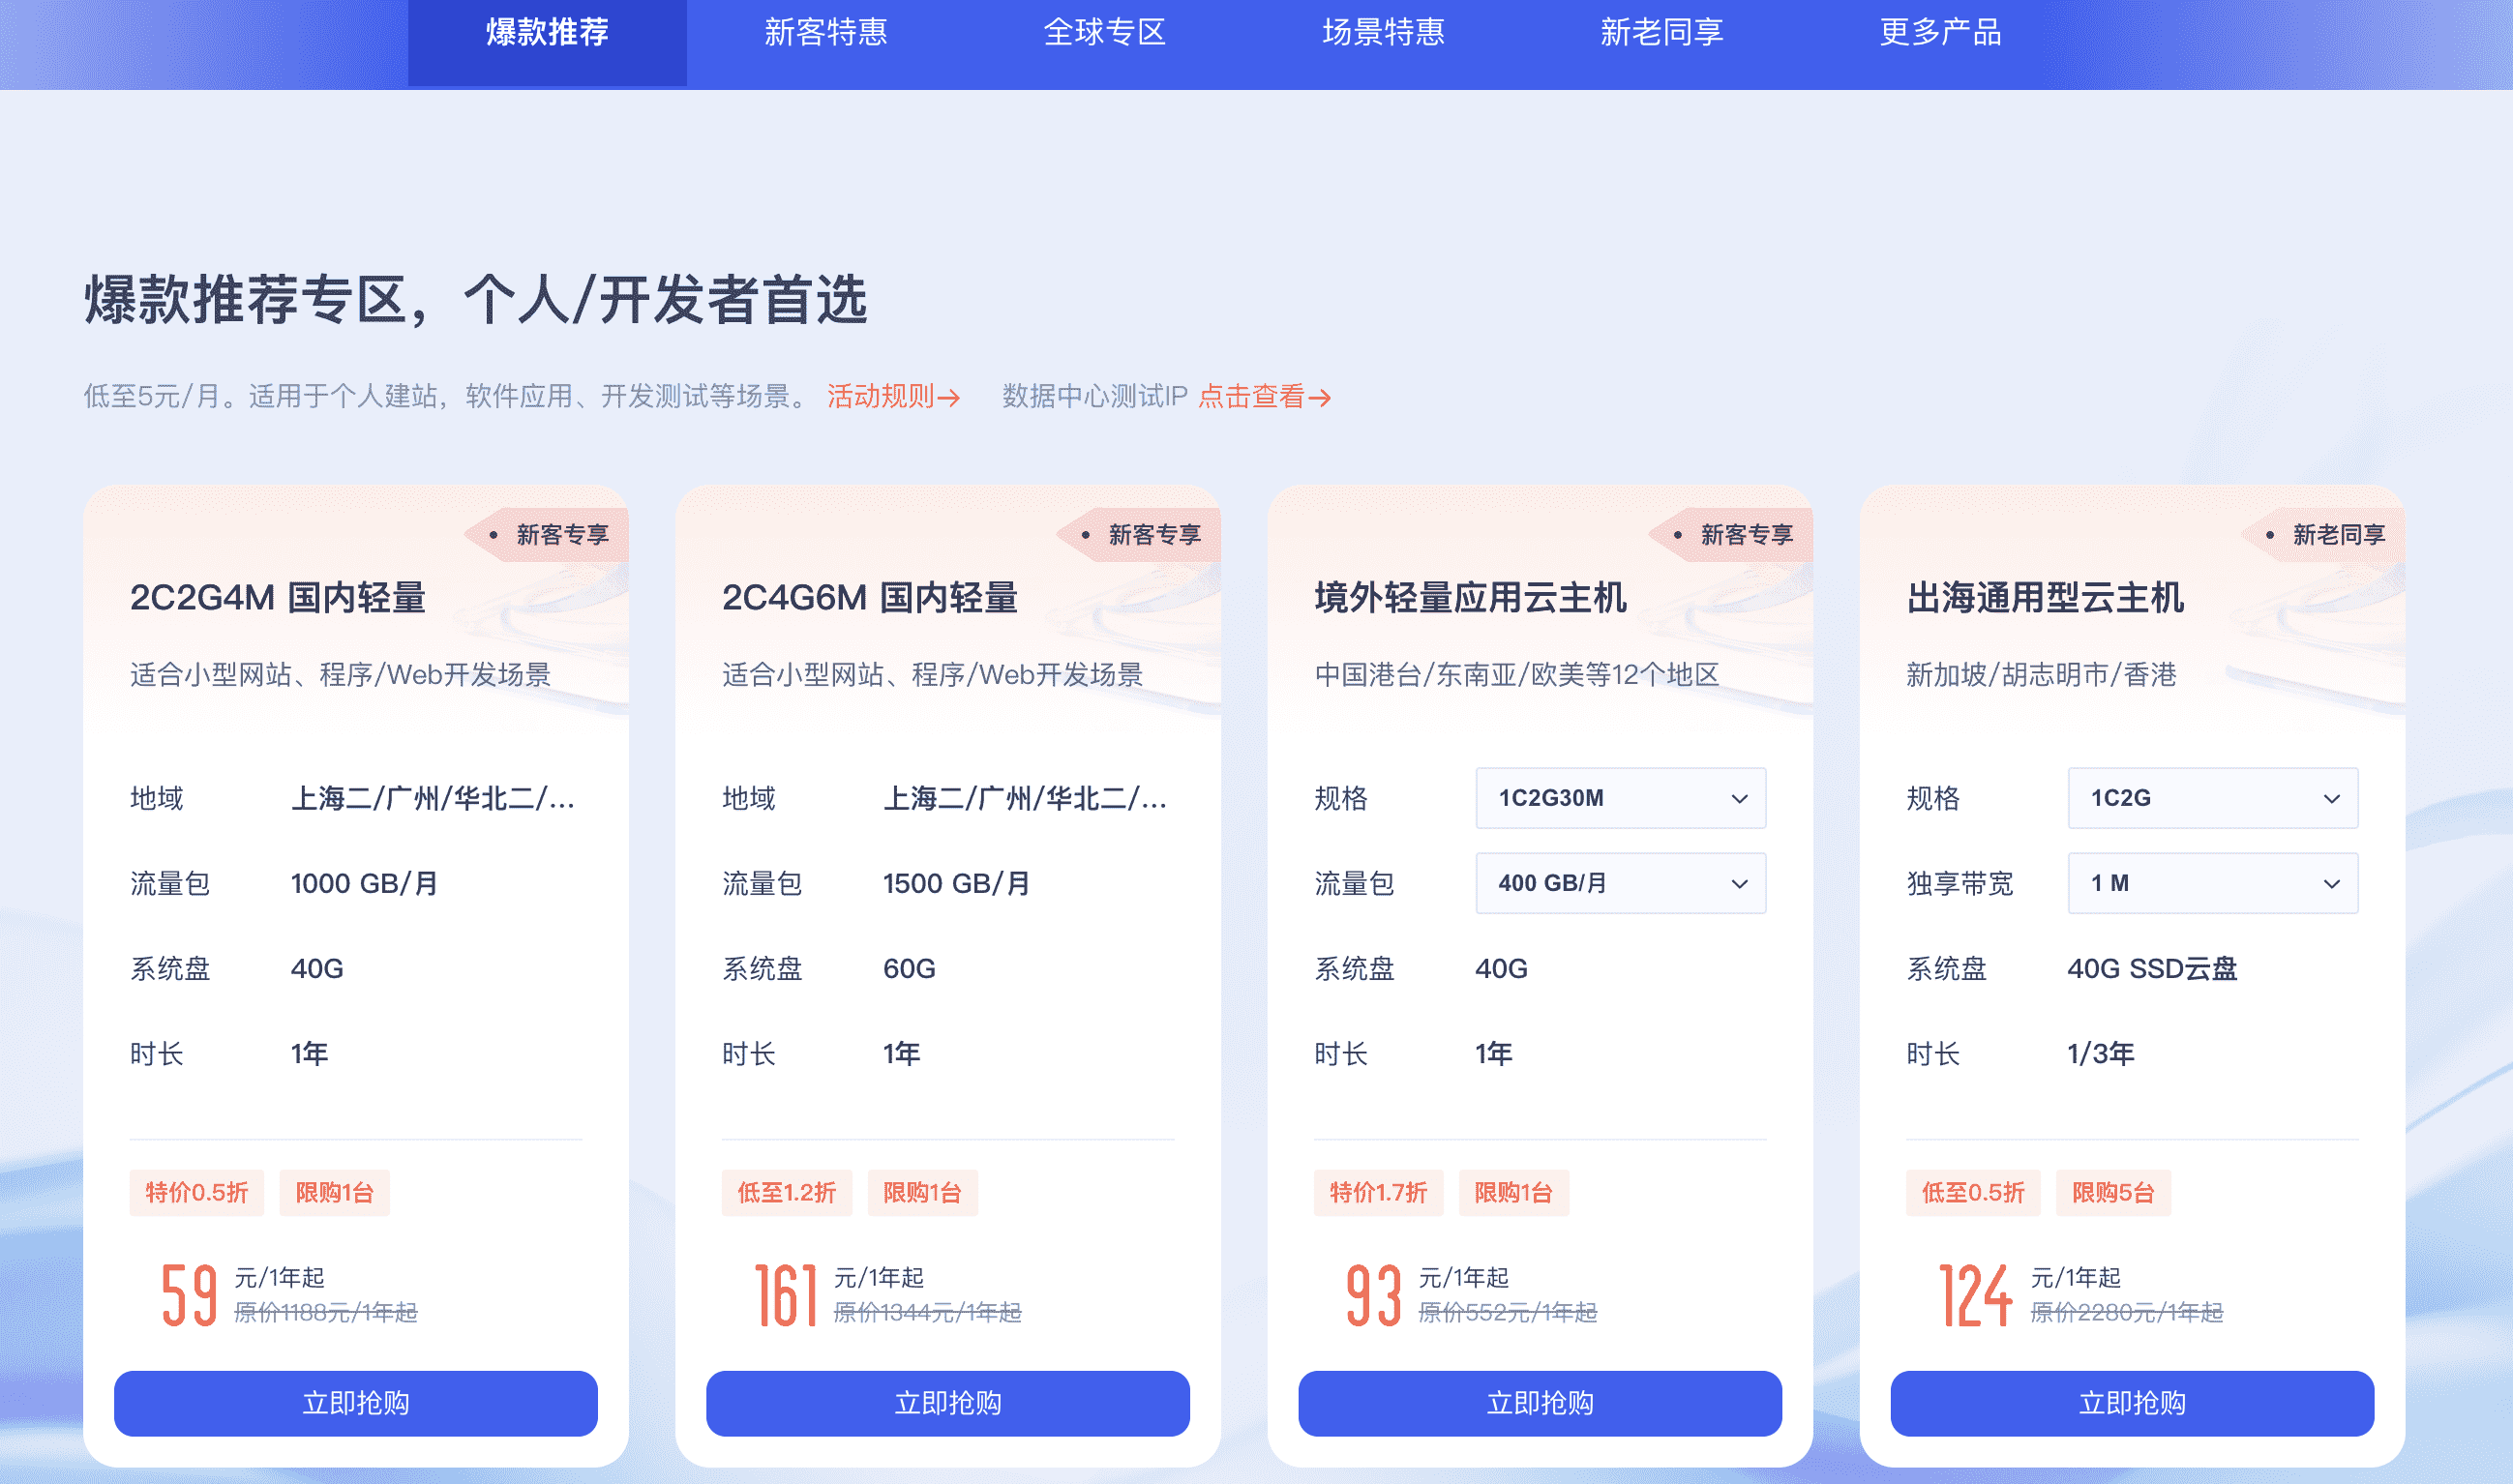 爆款推荐
新客特惠
全球专区
场景特惠
新老同享
更多产品
爆款推荐专区，个人/开发者首选
低至5元/月。适用于个人建站，软件应用、开发测试等场景。 活动规则→ 数据中心测试IP 点击查看→
• 新客专享
2C2G4M 国内轻量
适合小型网站、程序/Web开发场景
地域 上海二/广州/华北二/...
流量包 1000 GB/月
系统盘 40G
时长 1年
特价0.5折 限购1台
59 元/1年起
原价1188元/1年起
立即抢购
• 新客专享
2C4G6M 国内轻量
适合小型网站、程序/Web开发场景
地域 上海二/广州/华北二/...
流量包 1500 GB/月
系统盘 60G
时长 1年
低至1.2折 限购1台
161 元/1年起
原价1344元/1年起
立即抢购
• 新客专享
境外轻量应用云主机
中国港台/东南亚/欧美等12个地区
规格 1C2G30M
流量包 400 GB/月
系统盘 40G
时长 1年
特价1.7折 限购1台
93 元/1年起
原价552元/1年起
立即抢购
• 新老同享
出海通用型云主机
新加坡/胡志明市/香港
规格 1C2G
独享带宽 1 M
系统盘 40G SSD云盘
时长 1/3年
低至0.5折 限购5台
124 元/1年起
原价2280元/1年起
立即抢购